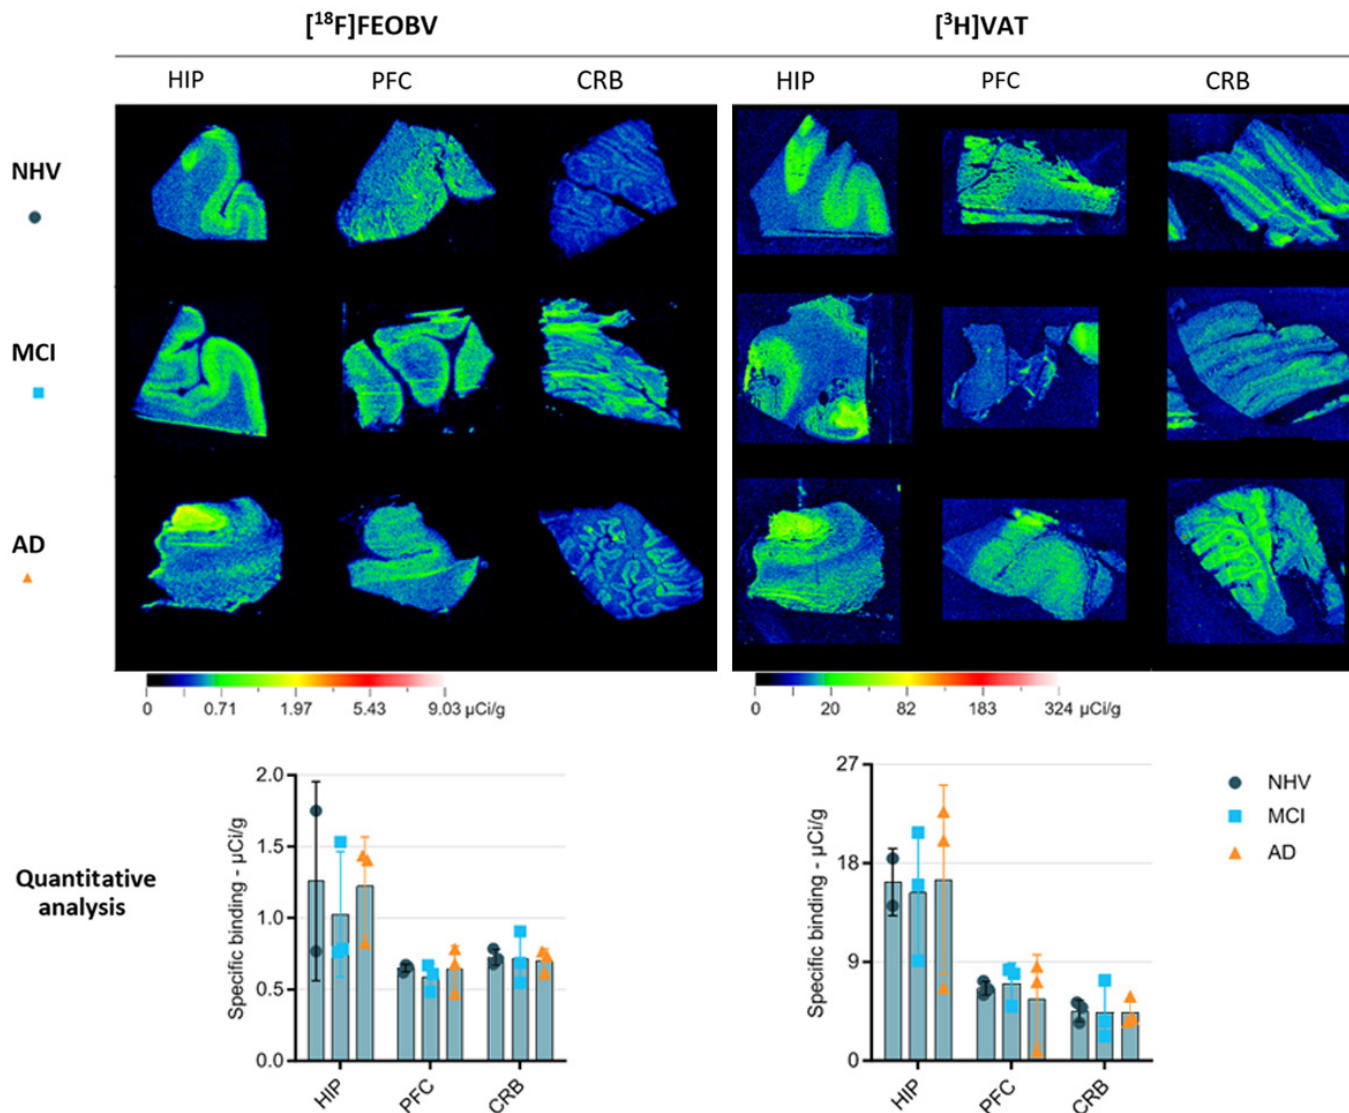 [¹⁸F]FEOBV [³H]VAT
HIP PFC CRB HIP PFC CRB
NHV
MCI
AD
0 0.71 1.97 5.43 9.03 μCi/g 0 20 82 183 324 μCi/g
Quantitative
analysis
Specific binding - μCi/g
2.0
1.5
1.0
0.5
0.0
HIP PFC CRB
Specific binding - μCi/g
27
18
9
0
HIP PFC CRB
NHV
MCI
AD